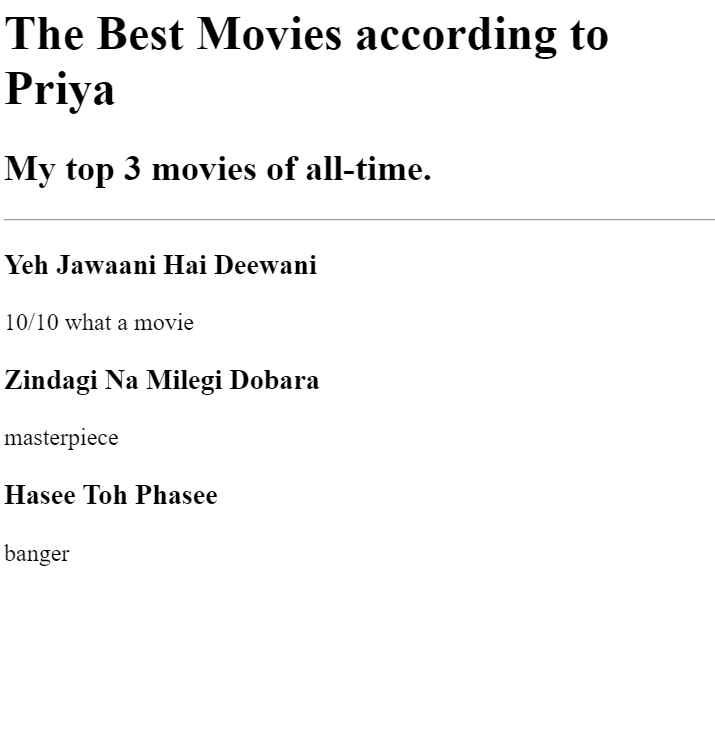 The Best Movies according to
Priya
My top 3 movies of all-time.
Yeh Jawaani Hai Deewani
10/10 what a movie
Zindagi Na Milegi Dobara
masterpiece
Hasee Toh Phasee
banger